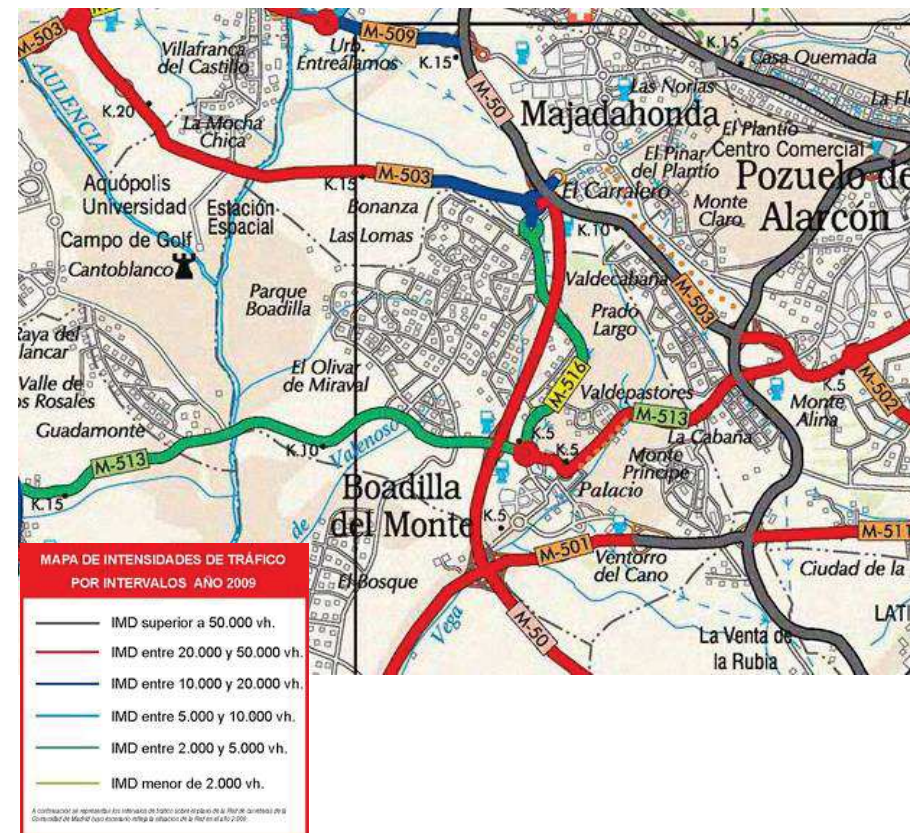 M-503
M-509
Villafranca
del Castillo
Urb.
Entreálamos
K.15
K.15
Casa Quemada
AULENCIA
K.20
La Mocha
Chica
M-50
Las Norias
Majadahonda
El Plantío
Centro Comercial
El Pinar
del Plantío
Pozuelo de
Alarcón
K.15
M-503
El Carralero
Monte
Claro
Aquópolis
Universidad
Estación
Espacial
Bonanza
Las Lomas
K.10
Campo de Golf
Cantoblanco
Valdecabaña
M-503
Parque
Boadilla
Prado
Largo
El Olivar
de Miraval
M-516
Valdepastores
K.5
M-502
Valle de
os Rosales
Monte
Alina
Guadamonte
M-513
La Cabaña
M-513
K.10
Valenoso
K.5
K.5
Monte
Príncipe
K.15
Boadilla
del Monte
Palacio
de
K.5
M-501
M-511
Ventorro
del Cano
Ciudad de la
El Bosque
Vega
M-50
La Venta de
la Rubia
LATI
MAPA DE INTENSIDADES DE TRÁFICO
POR INTERVALOS AÑO 2009
IMD superior a 50.000 vh.
IMD entre 20.000 y 50.000 vh.
IMD entre 10.000 y 20.000 vh.
IMD entre 5.000 y 10.000 vh.
IMD entre 2.000 y 5.000 vh.
IMD menor de 2.000 vh.